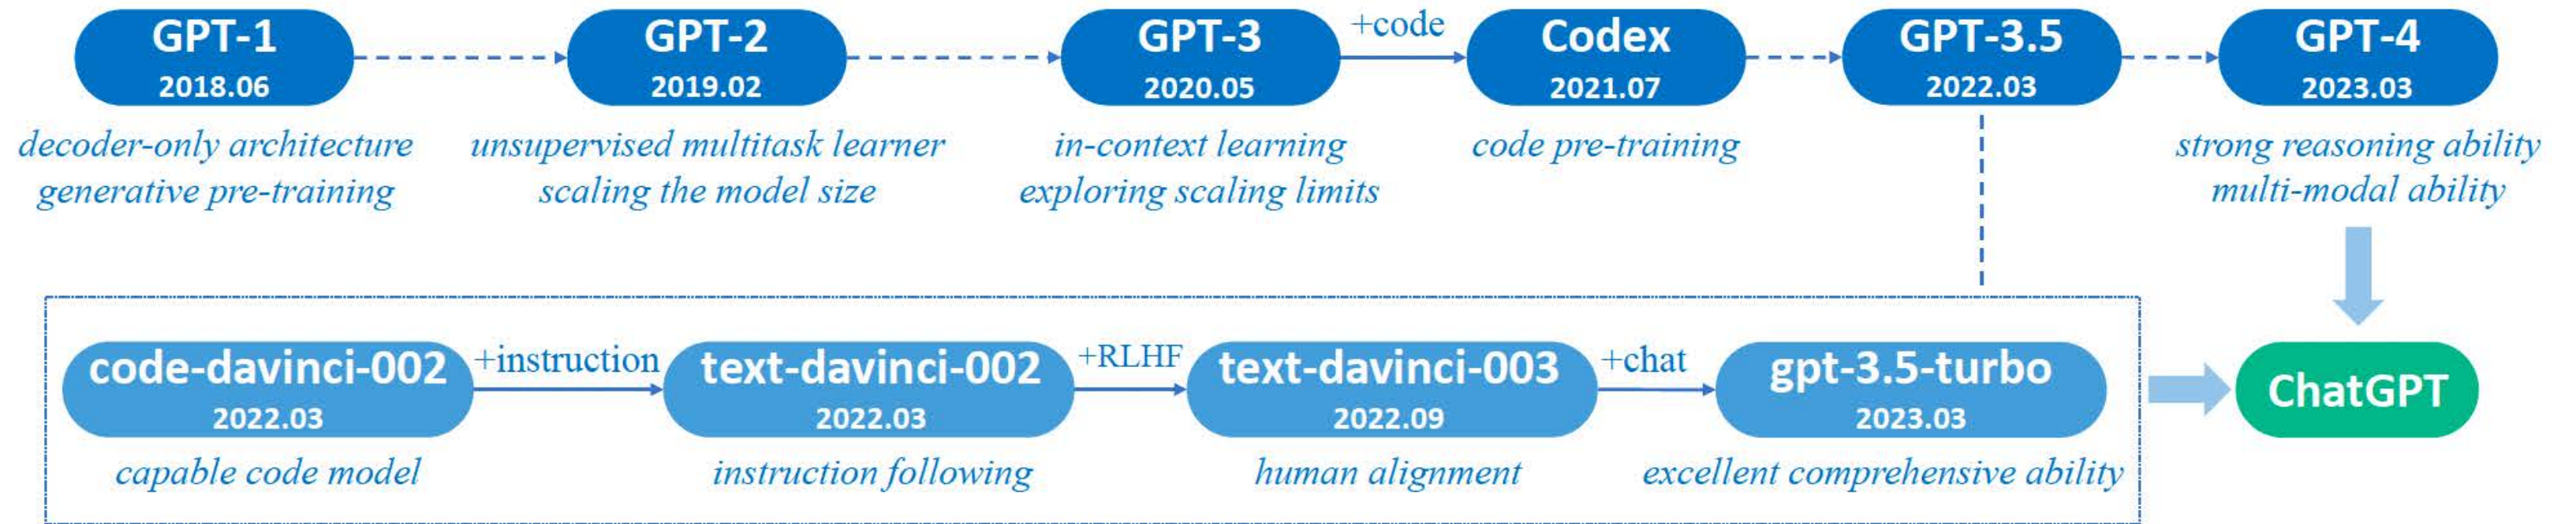 GPT-1
2018.06
decoder-only architecture
generative pre-training
GPT-2
2019.02
unsupervised multitask learner
scaling the model size
GPT-3
2020.05
in-context learning
exploring scaling limits
+code
Codex
2021.07
code pre-training
GPT-3.5
2022.03
GPT-4
2023.03
strong reasoning ability
multi-modal ability
code-davinci-002
2022.03
capable code model
+instruction
text-davinci-002
2022.03
instruction following
+RLHF
text-davinci-003
2022.09
human alignment
+chat
gpt-3.5-turbo
2023.03
excellent comprehensive ability
ChatGPT